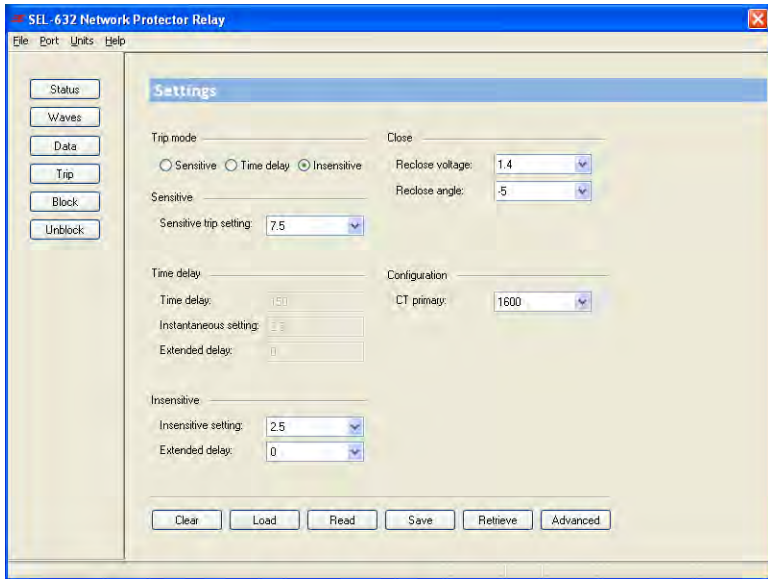 SEL-632 Network Protector Relay
File Port Units Help
Status
Waves
Data
Trip
Block
Unblock
Settings
Trip mode
Sensitive Time delay Insensitive
Sensitive
Sensitive trip setting: 7.5
Time delay
Time delay:
Instantaneous setting:
Extended delay: 0
Insensitive
Insensitive setting: 2.5
Extended delay: 0
Close
Reclose voltage: 1.4
Reclose angle: -5
Configuration
CT primary: 1600
Clear Load Read Save Retrieve Advanced